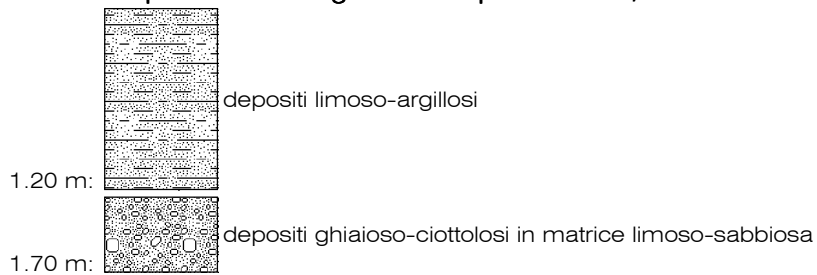 depositi limoso-argillosi
1.20 m:
depositi ghiaioso-ciottolosi in matrice limoso-sabbiosa
1.70 m: